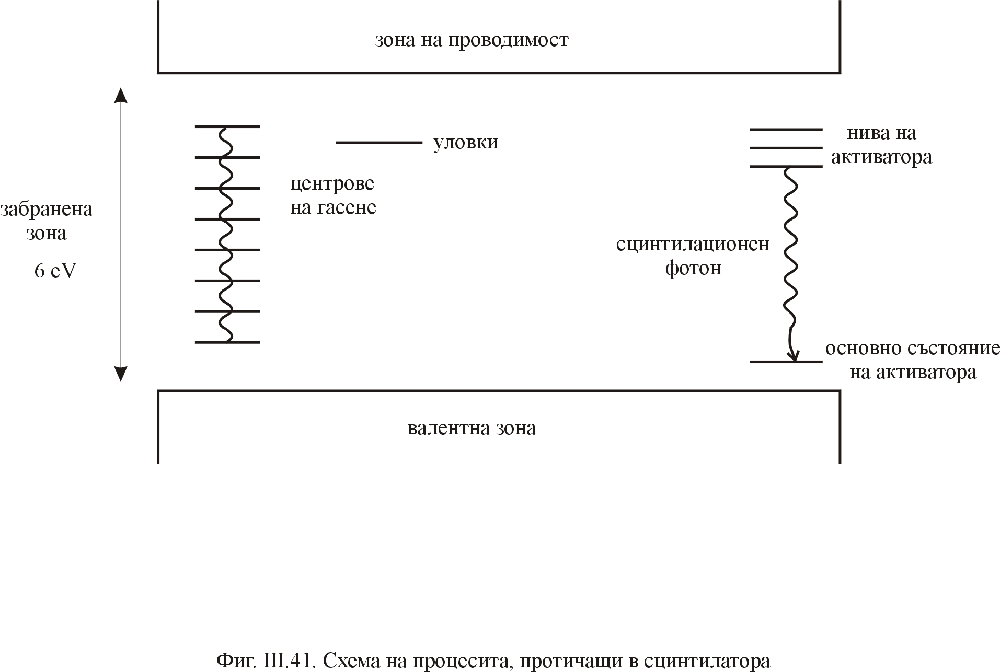 зона на проводимост
уловки
нива на
активатора
центрове
на гасене
забранена
зона
6 eV
сцинтилационен
фотон
основно състояние
на активатора
валентна зона
Фиг. III.41. Схема на процесита, протичащи в сцинтилатора